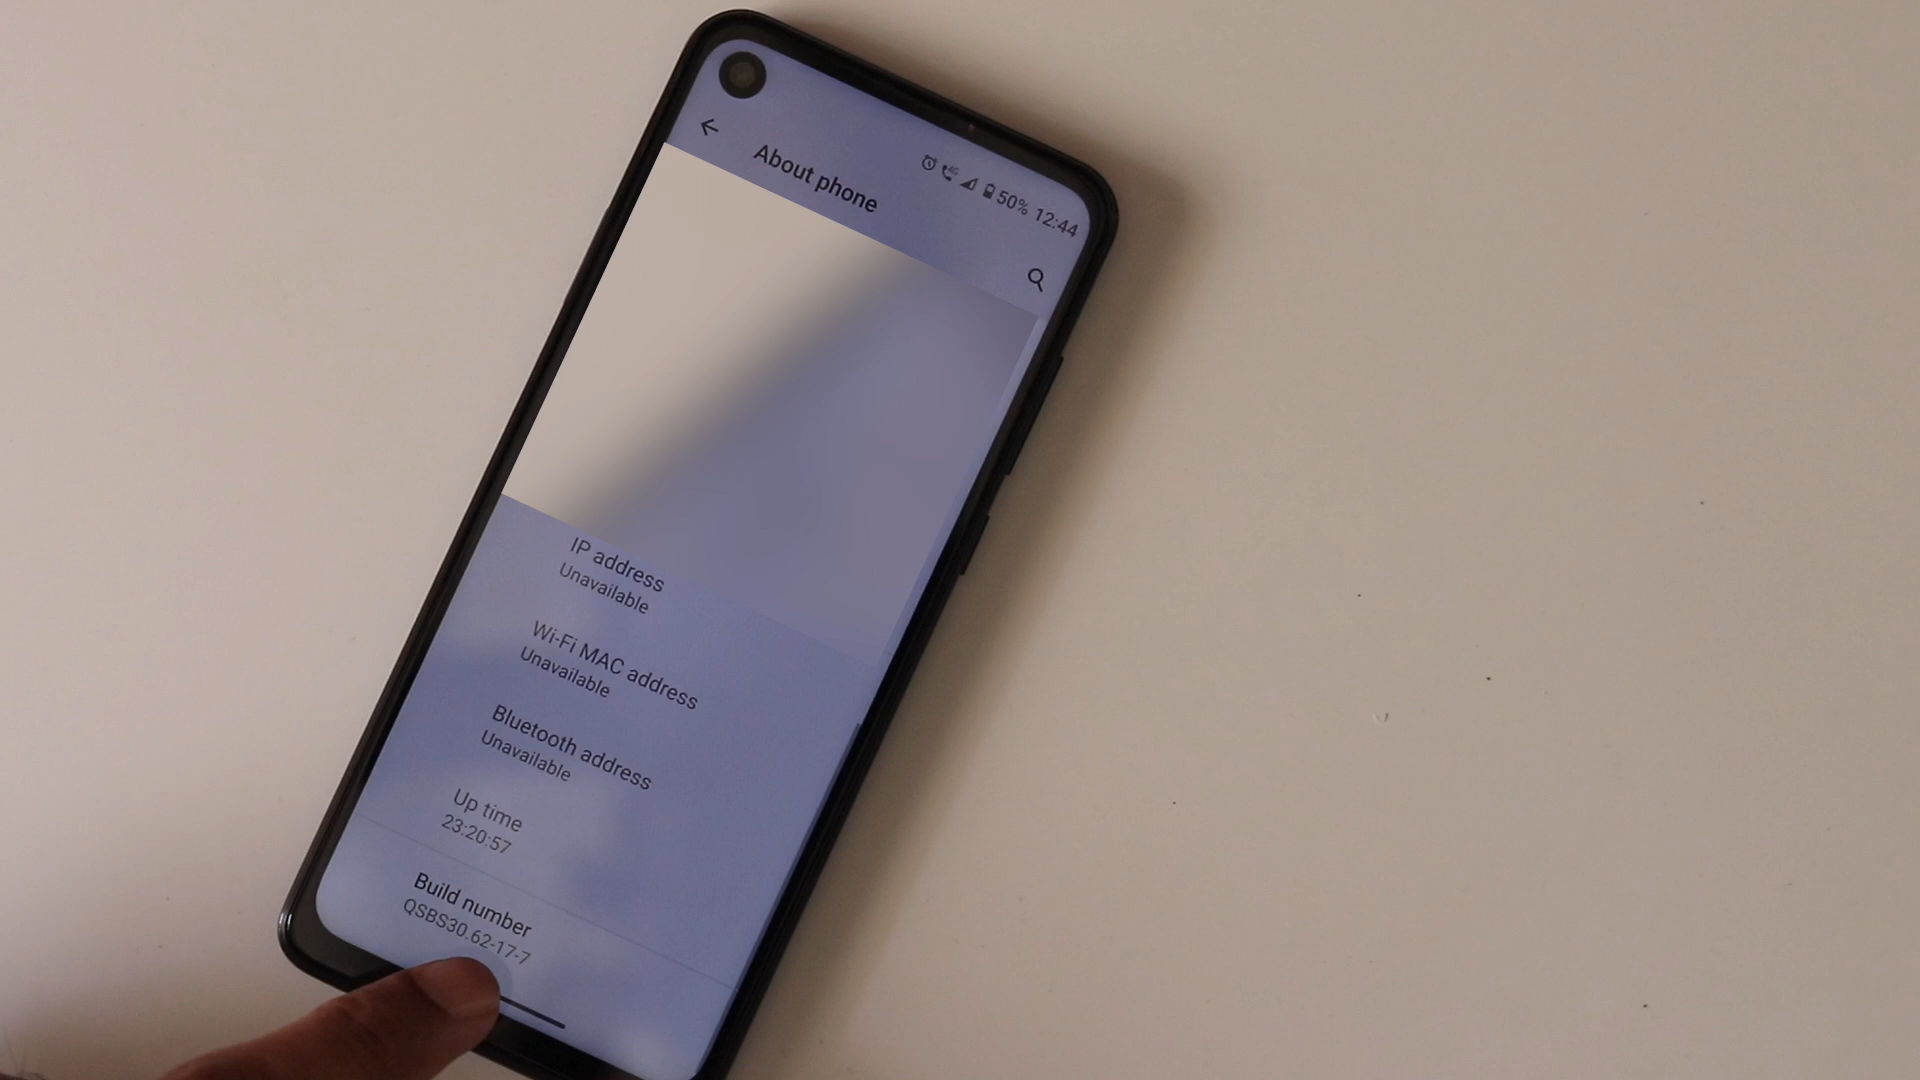 50% 12:44
About phone
IP address
Unavailable
Wi-Fi MAC address
Unavailable
Bluetooth address
Unavailable
Up time
23:20:57
Build number
QSBS30.62-17-7